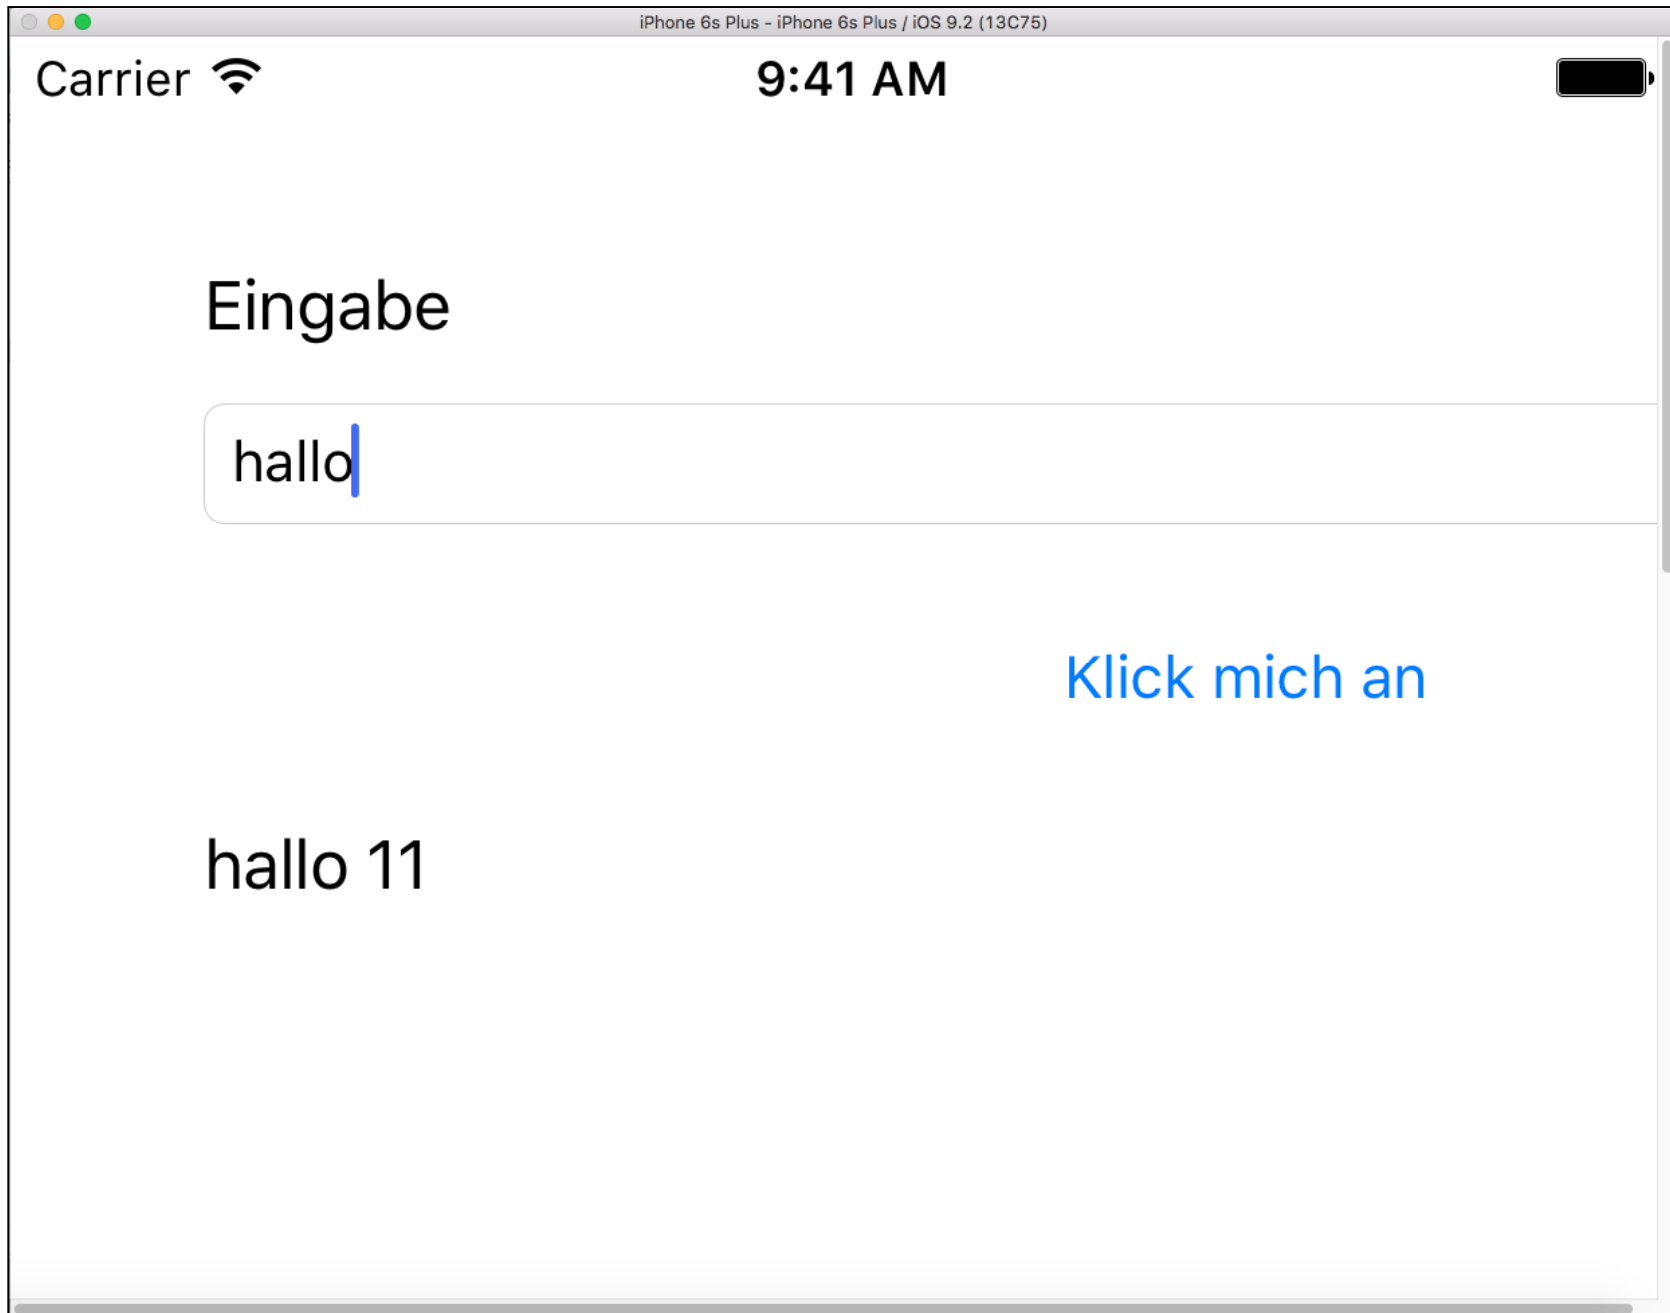 iPhone 6s Plus - iPhone 6s Plus / iOS 9.2 (13C75)
Carrier 9:41 AM
Eingabe
hallo
Klick mich an
hallo 11